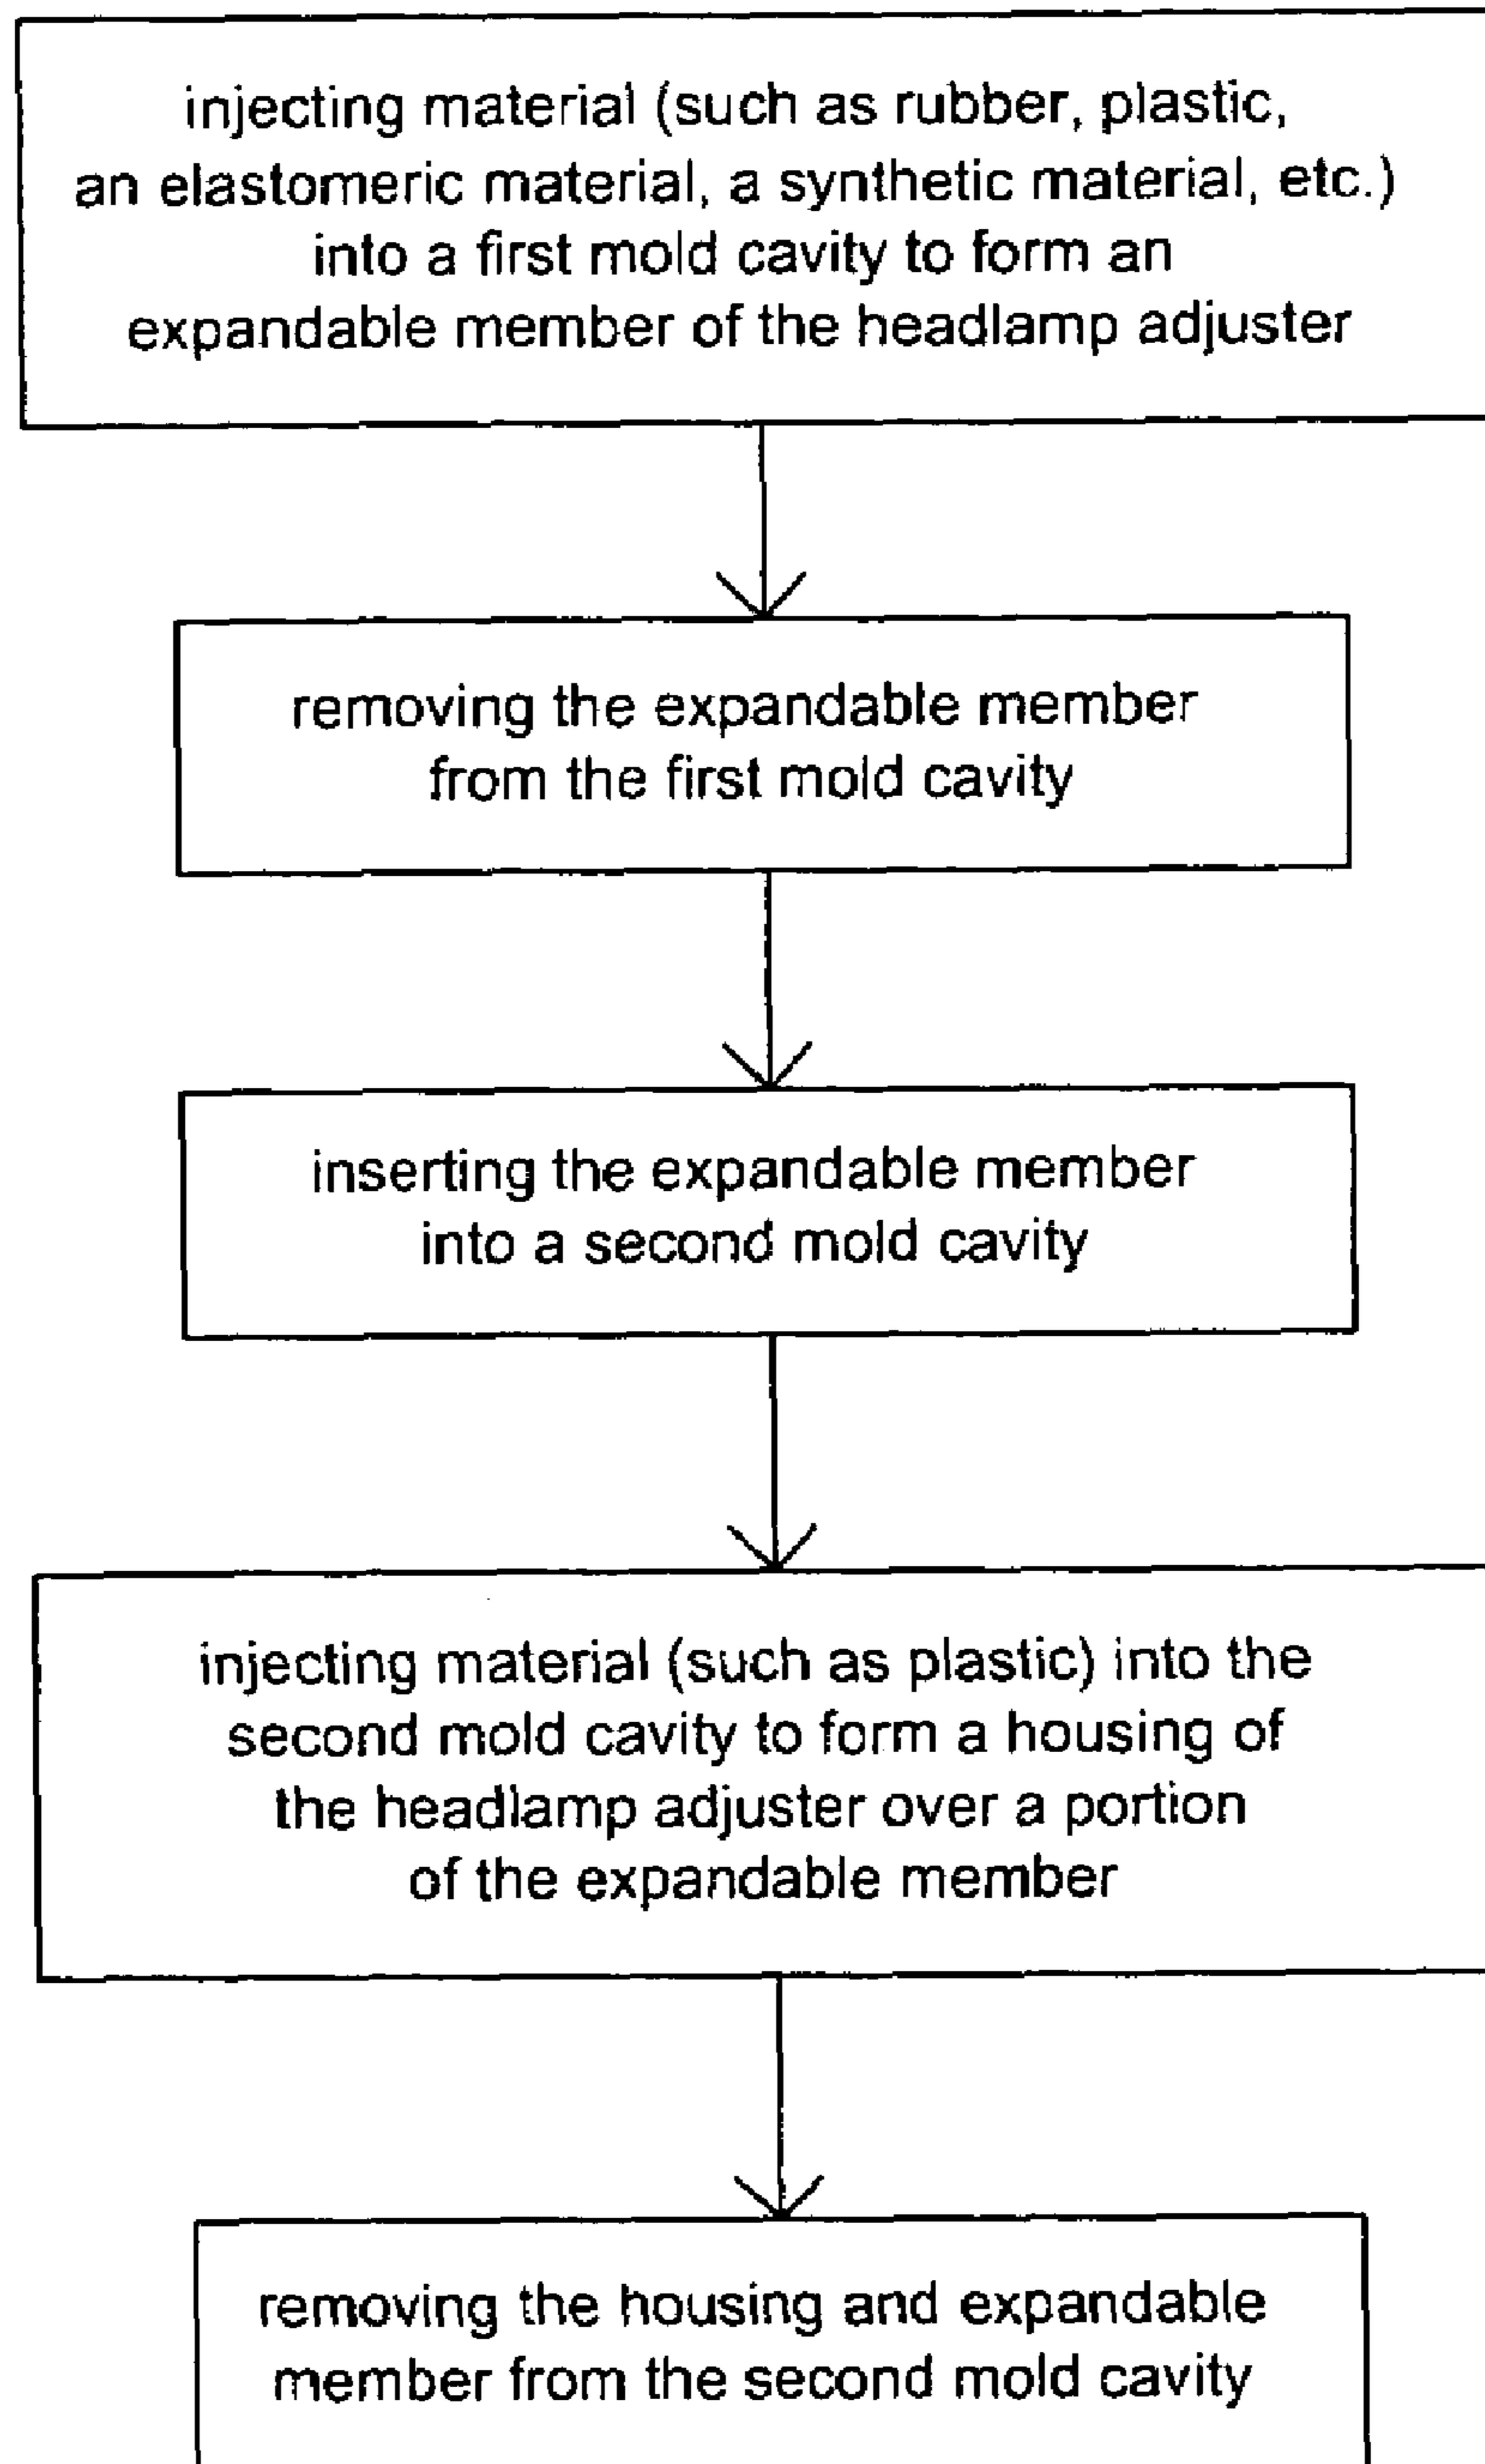 injecting material (such as rubber, plastic,
an elastomeric material, a synthetic material, etc.)
into a first mold cavity to form an
expandable member of the headlamp adjuster
removing the expandable member
from the first mold cavity
inserting the expandable member
into a second mold cavity
injecting material (such as plastic) into the
second mold cavity to form a housing of
the headlamp adjuster over a portion
of the expandable member
removing the housing and expandable
member from the second mold cavity